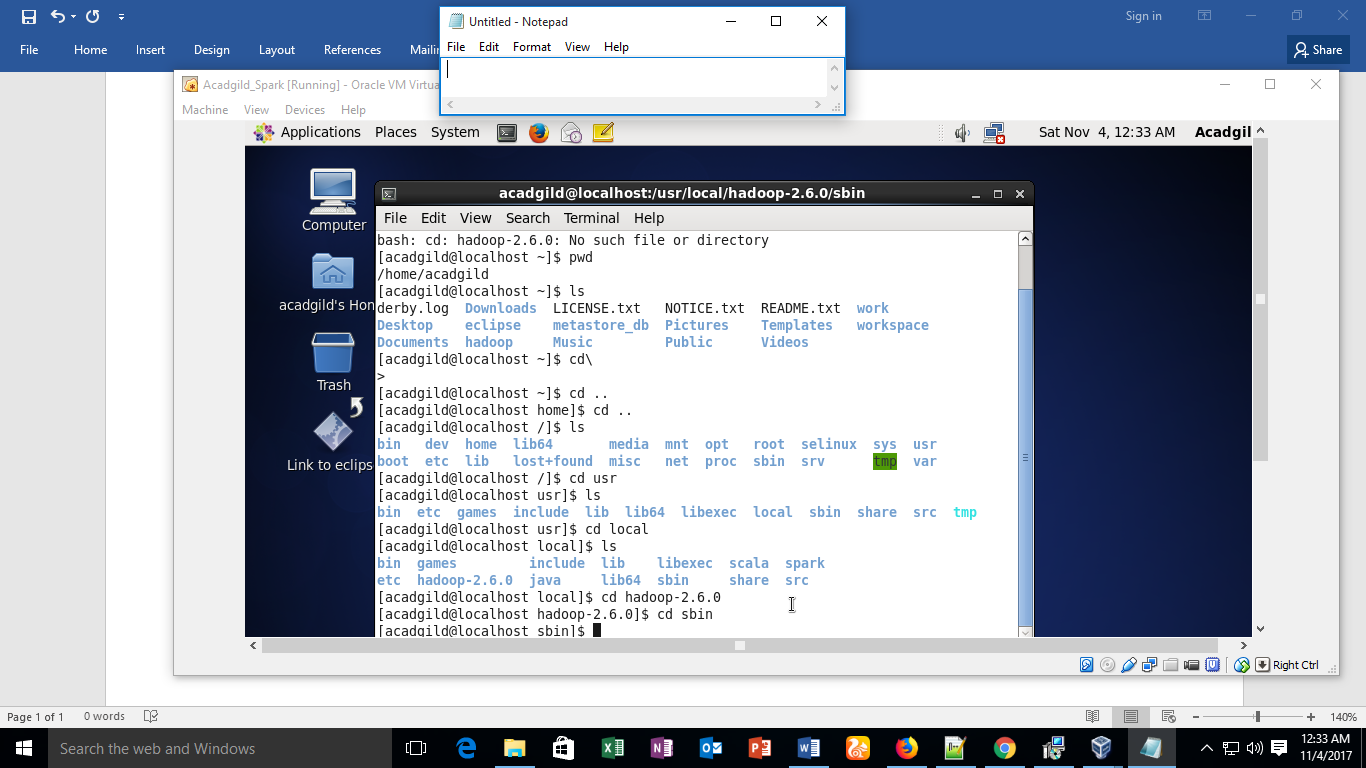 Sign in
File Home Insert Design Layout References Mailin
Share
Untitled - Notepad
File Edit Format View Help
Acadgild_Spark [Running] - Oracle VM Virtua
Machine View Devices Help
Applications Places System
Sat Nov 4, 12:33 AM Acadgil
Computer
acadgild's Hon
Trash
Link to eclips
acadgild@localhost:/usr/local/hadoop-2.6.0/sbin
File Edit View Search Terminal Help
bash: cd: hadoop-2.6.0: No such file or directory
[acadgild@localhost ~]$ pwd
/home/acadgild
[acadgild@localhost ~]$ ls
derby.log Downloads LICENSE.txt NOTICE.txt README.txt work
Desktop eclipse metastore_db Pictures Templates workspace
Documents hadoop Music Public Videos
[acadgild@localhost ~]$ cd\
>
[acadgild@localhost ~]$ cd ..
[acadgild@localhost home]$ cd ..
[acadgild@localhost /]$ ls
bin dev home lib64 media mnt opt root selinux sys usr
boot etc lib lost+found misc net proc sbin srv tmp var
[acadgild@localhost /]$ cd usr
[acadgild@localhost usr]$ ls
bin etc games include lib lib64 libexec local sbin share src tmp
[acadgild@localhost usr]$ cd local
[acadgild@localhost local]$ ls
bin games include lib libexec scala spark
etc hadoop-2.6.0 java lib64 sbin share src
[acadgild@localhost local]$ cd hadoop-2.6.0
[acadgild@localhost hadoop-2.6.0]$ cd sbin
[acadgild@localhost sbin]$
Right Ctrl
Page 1 of 1 0 words
140%
Search the web and Windows
12:33 AM
11/4/2017